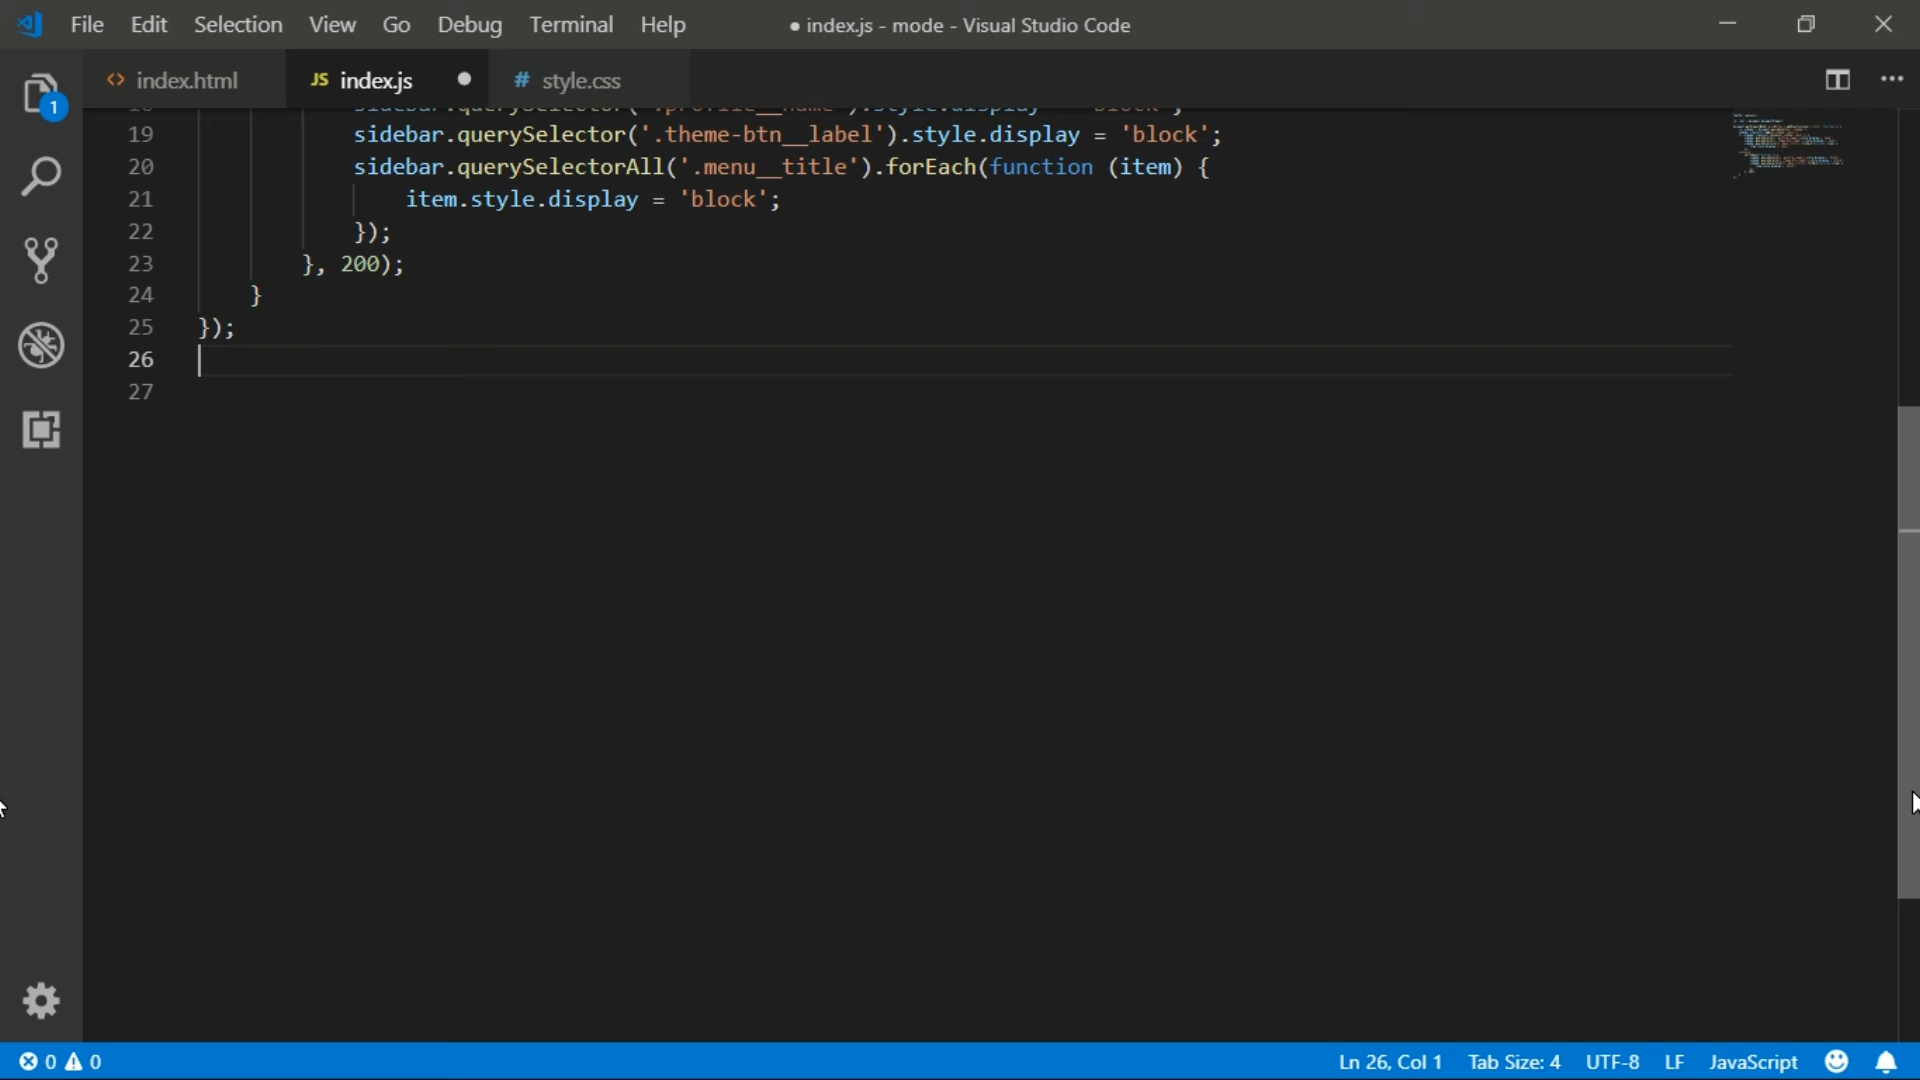 File Edit Selection View Go Debug Terminal Help ● index.js - mode - Visual Studio Code
<> index.html JS index.js ● # style.css
1
19 sidebar.querySelector('.theme-btn__label').style.display = 'block';
20 sidebar.querySelectorAll('.menu__title').forEach(function (item) {
21 item.style.display = 'block';
22 });
23 }, 200);
24 }
25 });
26
27
0 0 Ln 26, Col 1 Tab Size: 4 UTF-8 LF JavaScript